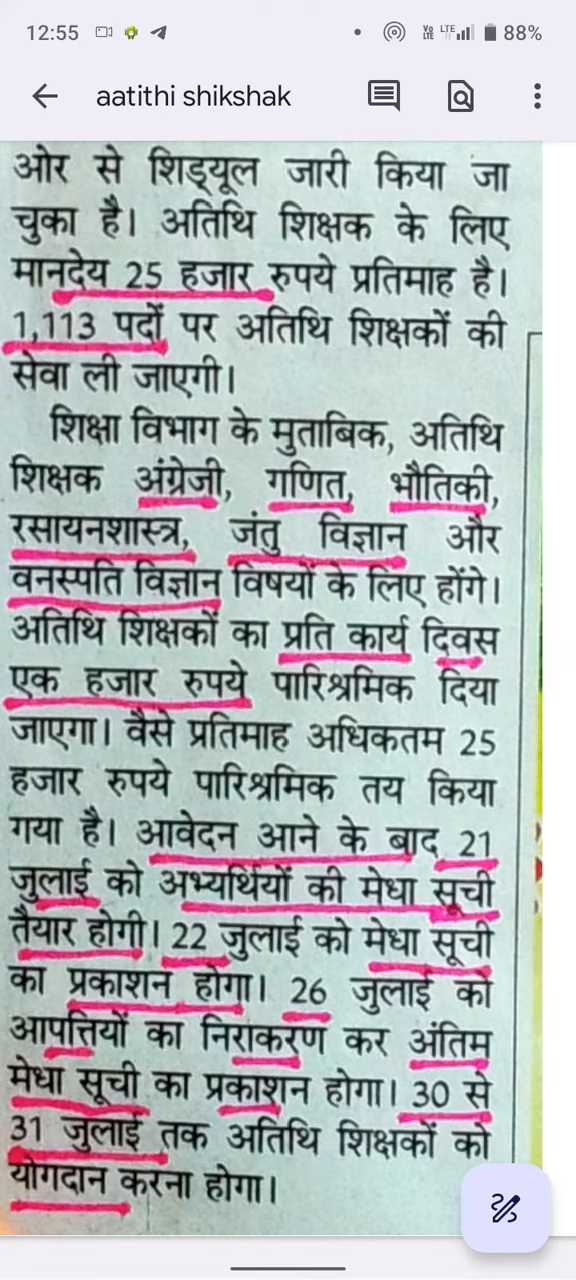 12:55
Vo LTE LTE 88%
aatithi shikshak
ओर से शिड्यूल जारी किया जा
चुका है। अतिथि शिक्षक के लिए
मानदेय 25 हजार रुपये प्रतिमाह है।
1,113 पदों पर अतिथि शिक्षकों की
सेवा ली जाएगी।
शिक्षा विभाग के मुताबिक, अतिथि
शिक्षक अंग्रेजी, गणित, भौतिकी,
रसायनशास्त्र, जंतु विज्ञान और
वनस्पति विज्ञान विषयों के लिए होंगे।
अतिथि शिक्षकों का प्रति कार्य दिवस
एक हजार रुपये पारिश्रमिक दिया
जाएगा। वैसे प्रतिमाह अधिकतम 25
हजार रुपये पारिश्रमिक तय किया
गया है। आवेदन आने के बाद 21
जुलाई को अभ्यर्थियों की मेधा सूची
तैयार होगी। 22 जुलाई को मेधा सूची
का प्रकाशन होगा। 26 जुलाई को
आपत्तियों का निराकरण कर अंतिम
मेधा सूची का प्रकाशन होगा। 30 से
31 जुलाई तक अतिथि शिक्षकों को
योगदान करना होगा।